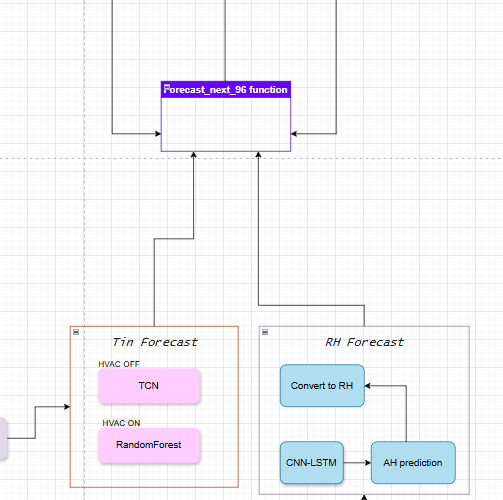 Forecast_next_96 function
Tin Forecast
HVAC OFF
TCN
HVAC ON
RandomForest
RH Forecast
Convert to RH
CNN-LSTM
AH prediction